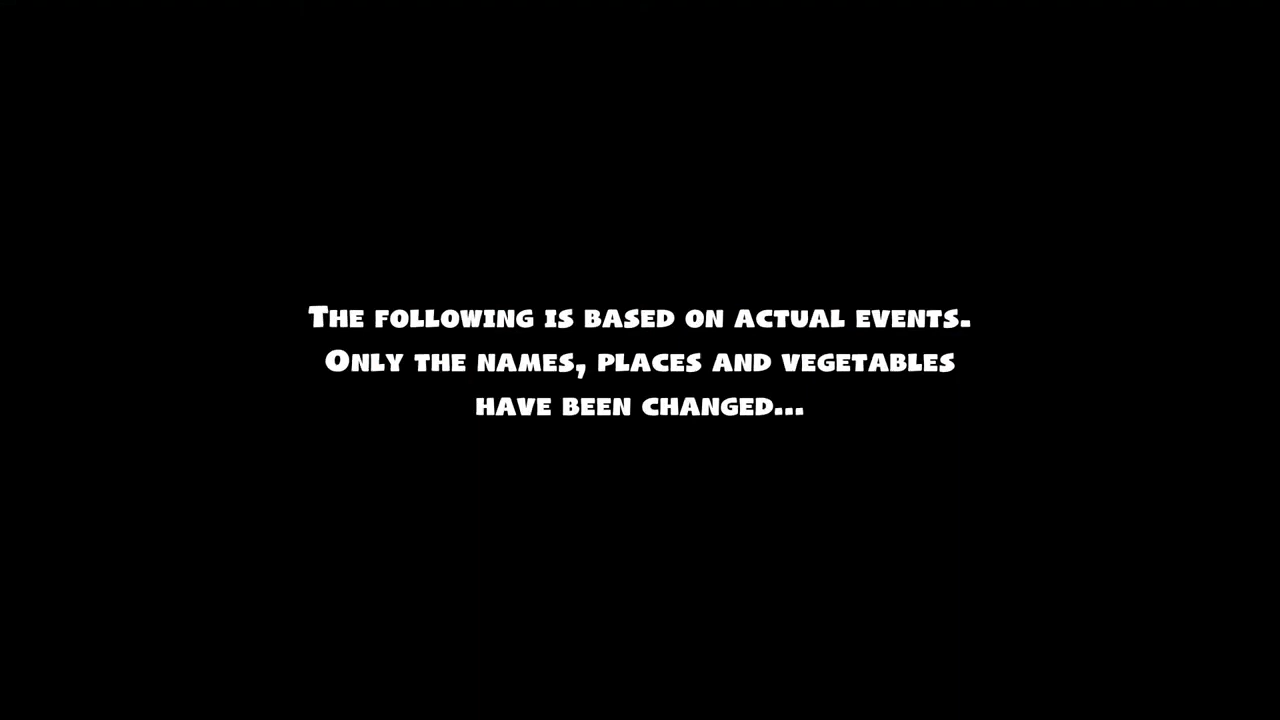 The following is based on actual events.
Only the names, places and vegetables
have been changed...